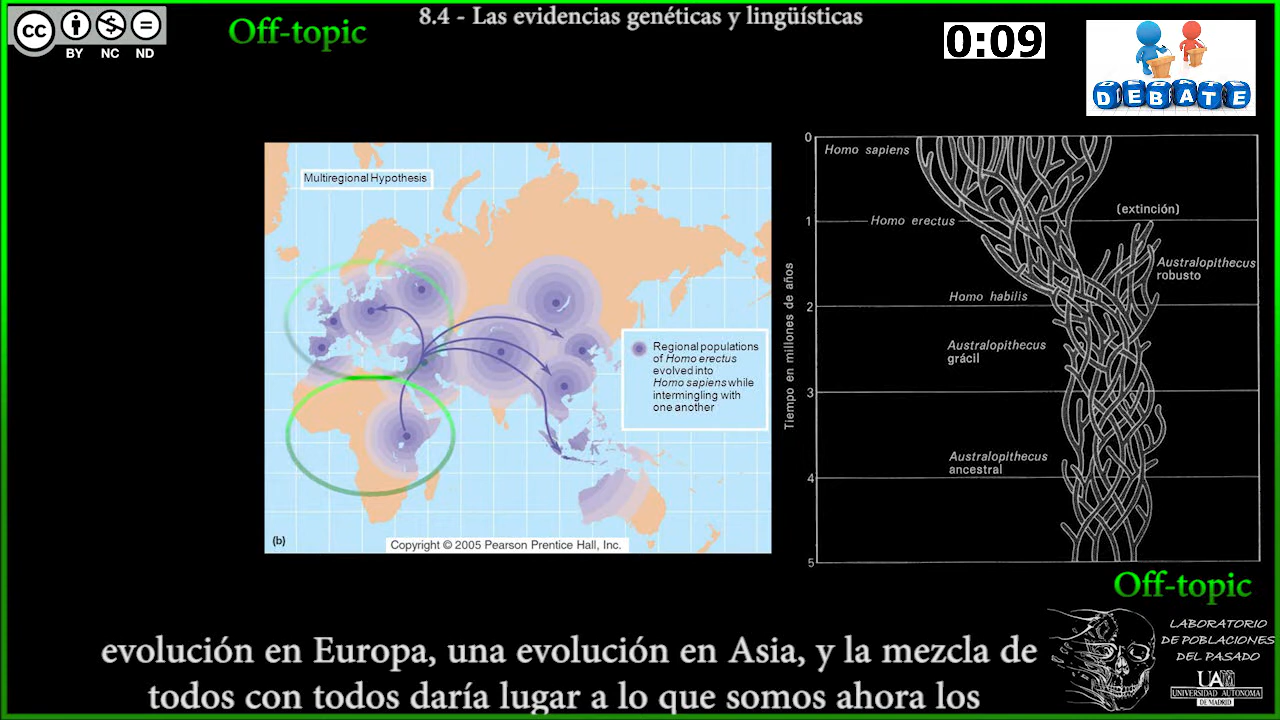 8.4 - Las evidencias genéticas y lingüísticas
CC
BY NC ND
Off-topic
0:09
DEBATE
Multiregional Hypothesis
Regional populations
of Homo erectus
evolved into
Homo sapiens while
intermingling with
one another
(b)
Copyright © 2005 Pearson Prentice Hall, Inc.
Tiempo en millones de años
0
Homo sapiens
1
Homo erectus
(extinción)
Australopithecus
robusto
Homo habilis
2
Australopithecus
grácil
3
Australopithecus
ancestral
4
5
Off-topic
evolución en Europa, una evolución en Asia, y la mezcla de
todos con todos daría lugar a lo que somos ahora los
LABORATORIO
DE POBLACIONES
DEL PASADO
UAM
UNIVERSIDAD AUTONOMA
DE MADRID